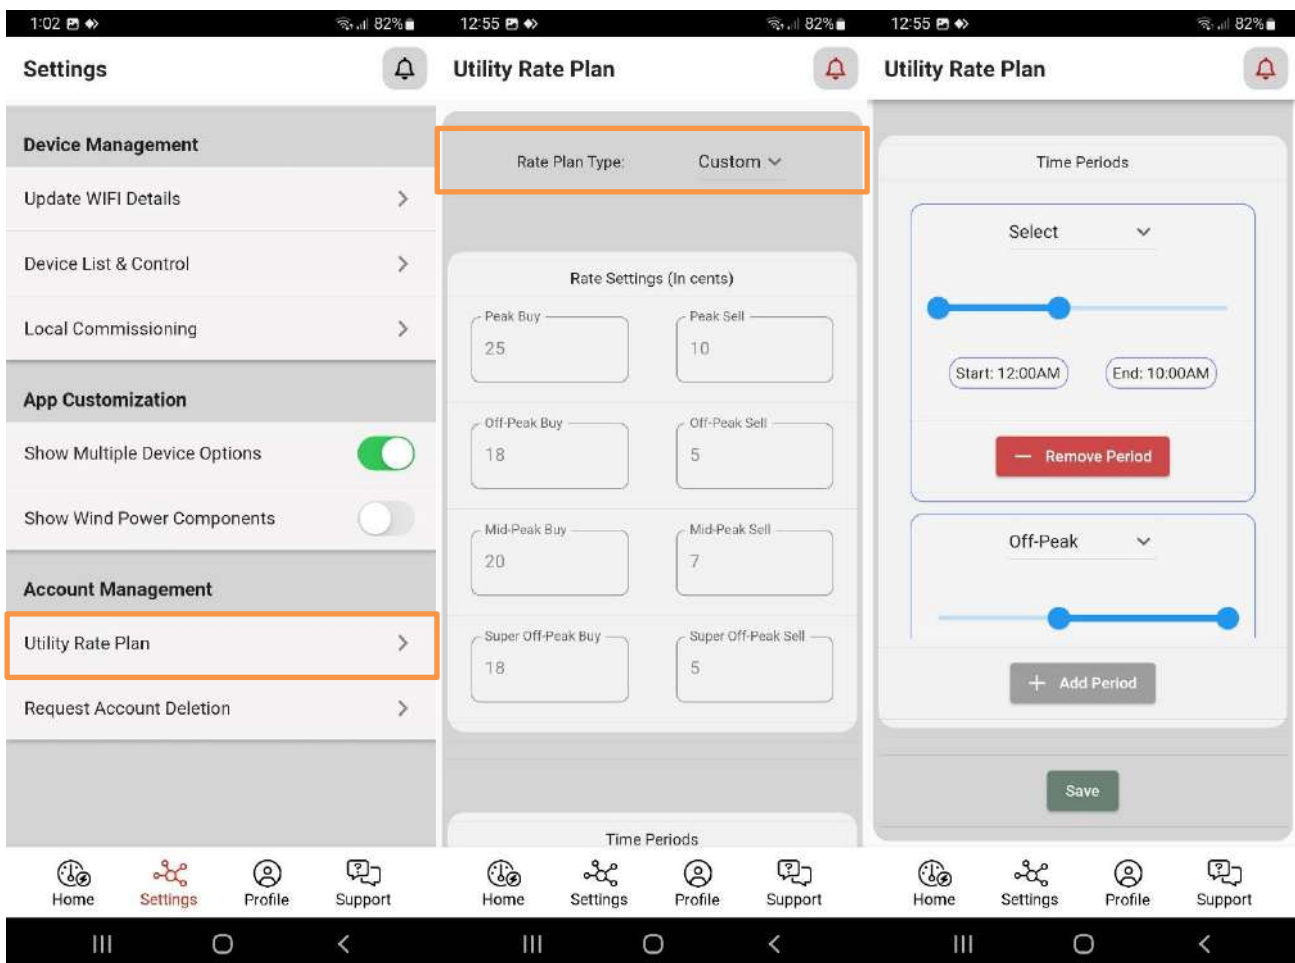 1:02 82%
Settings
Device Management
Update WIFI Details
Device List & Control
Local Commissioning
App Customization
Show Multiple Device Options
Show Wind Power Components
Account Management
Utility Rate Plan
Request Account Deletion
Home Settings Profile Support
12:55 82%
Utility Rate Plan
Rate Plan Type: Custom
Rate Settings (In cents)
Peak Buy Peak Sell
25 10
Off-Peak Buy Off-Peak Sell
18 5
Mid-Peak Buy Mid-Peak Sell
20 7
Super Off-Peak Buy Super Off-Peak Sell
18 5
Time Periods
Home Settings Profile Support
12:55 82%
Utility Rate Plan
Time Periods
Select
Start: 12:00AM End: 10:00AM
Remove Period
Off-Peak
+ Add Period
Save
Home Settings Profile Support